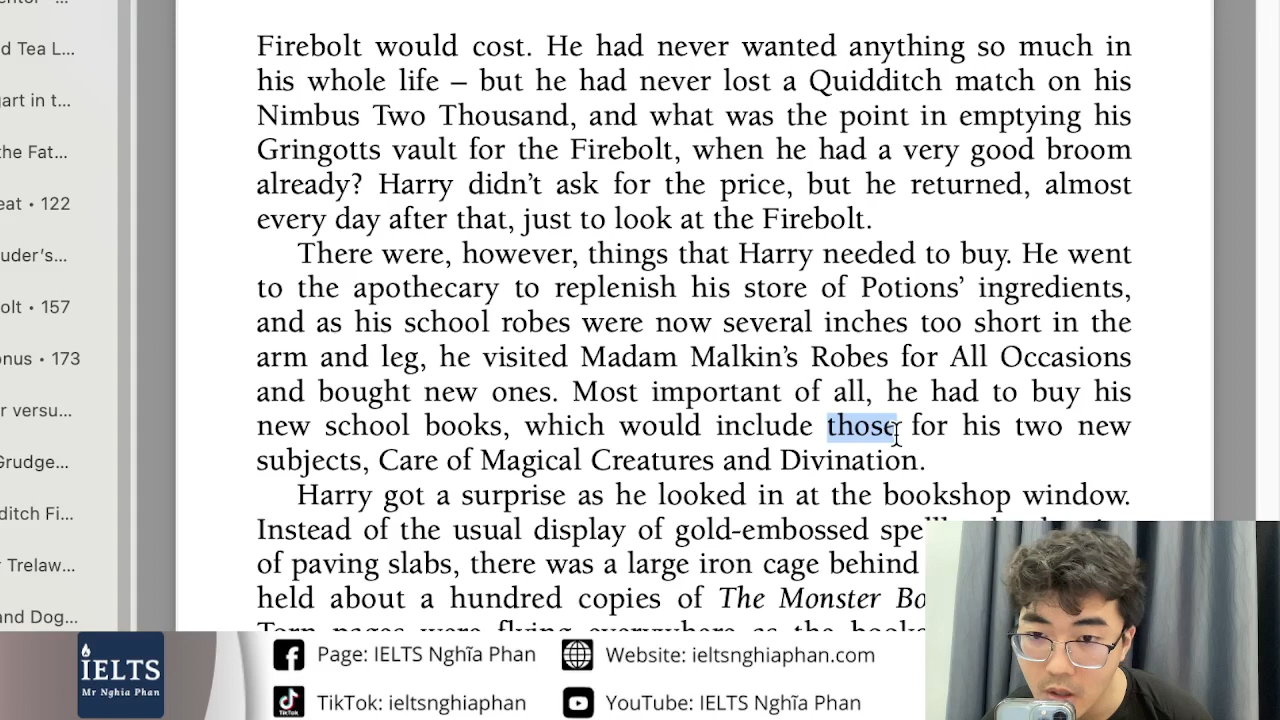 d Tea L...
gart in t...
the Fat...
eat • 122
uder's...
olt • 157
onus • 173
r versu...
Grudge...
ditch Fi...
r Trelaw...
and Dog...
Firebolt would cost. He had never wanted anything so much in
his whole life – but he had never lost a Quidditch match on his
Nimbus Two Thousand, and what was the point in emptying his
Gringotts vault for the Firebolt, when he had a very good broom
already? Harry didn't ask for the price, but he returned, almost
every day after that, just to look at the Firebolt.
There were, however, things that Harry needed to buy. He went
to the apothecary to replenish his store of Potions' ingredients,
and as his school robes were now several inches too short in the
arm and leg, he visited Madam Malkin's Robes for All Occasions
and bought new ones. Most important of all, he had to buy his
new school books, which would include those for his two new
subjects, Care of Magical Creatures and Divination.
Harry got a surprise as he looked in at the bookshop window.
Instead of the usual display of gold-embossed
of paving slabs, there was a large iron cage behind
held about a hundred copies of The Monster
IELTS
Mr Nghia Phan
Page: IELTS Nghĩa Phan
Website: ieltsnghiaphan.com
TikTok
TikTok: ieltsnghiaphan
YouTube: IELTS Nghĩa Phan